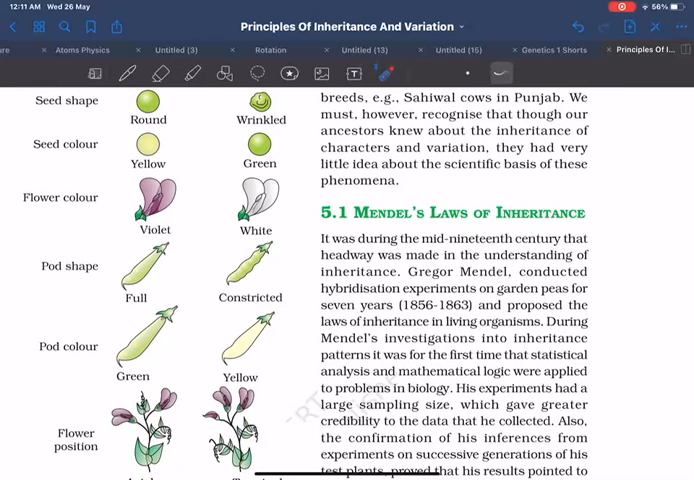 12:11 AM Wed 26 May
56%
Principles Of Inheritance And Variation
ure
Atoms Physics
Untitled (3)
Rotation
Untitled (13)
Untitled (15)
Genetics 1 Shorts
Principles Of I...
Seed shape
Round
Wrinkled
Seed colour
Yellow
Green
Flower colour
Violet
White
Pod shape
Full
Constricted
Pod colour
Green
Yellow
Flower
position
breeds, e.g., Sahiwal cows in Punjab. We
must, however, recognise that though our
ancestors knew about the inheritance of
characters and variation, they had very
little idea about the scientific basis of these
phenomena.
5.1 MENDEL'S LAWS OF INHERITANCE
It was during the mid-nineteenth century that
headway was made in the understanding of
inheritance. Gregor Mendel, conducted
hybridisation experiments on garden peas for
seven years (1856-1863) and proposed the
laws of inheritance in living organisms. During
Mendel's investigations into inheritance
patterns it was for the first time that statistical
analysis and mathematical logic were applied
to problems in biology. His experiments had a
large sampling size, which gave greater
credibility to the data that he collected. Also,
the confirmation of his inferences from
experiments on successive generations of his
test plants, proved that his results pointed to